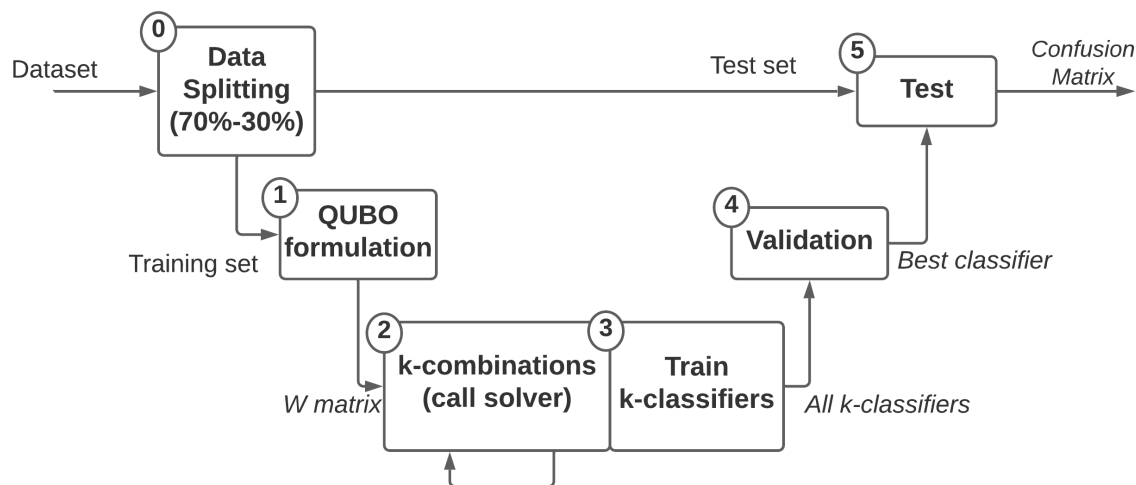 0
Data
Splitting
(70%-30%)
Dataset
Test set
5
Test
Confusion
Matrix
1
QUBO
formulation
Training set
4
Validation
Best classifier
2
k-combinations
(call solver)
W matrix
3
Train
k-classifiers
All k-classifiers